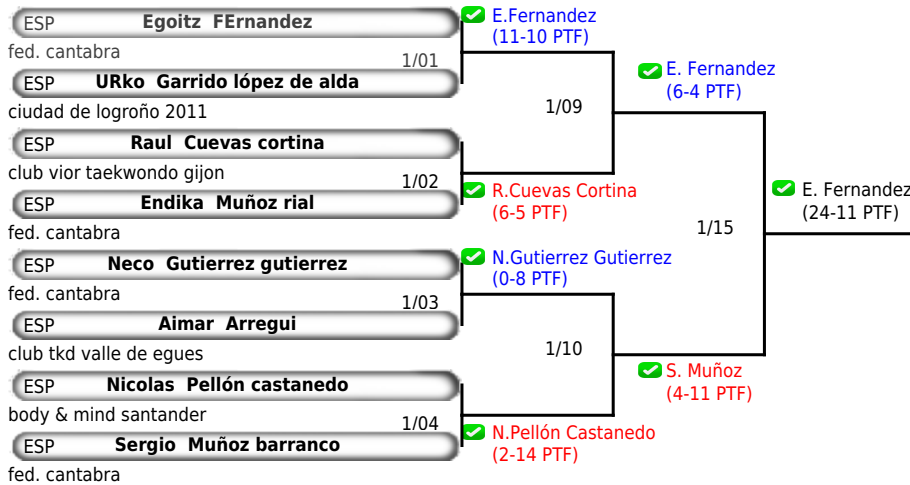 ESP Egoitz FErnandez
fed. cantabra
1/01
ESP URko Garrido lópez de alda
ciudad de logroño 2011
ESP Raul Cuevas cortina
club vior taekwondo gijon
1/02
ESP Endika Muñoz rial
fed. cantabra
ESP Neco Gutierrez gutierrez
fed. cantabra
1/03
ESP Aimar Arregui
club tkd valle de egues
ESP Nicolas Pellón castanedo
body & mind santander
1/04
ESP Sergio Muñoz barranco
fed. cantabra
E.Fernandez
(11-10 PTF)
1/09
R.Cuevas Cortina
(6-5 PTF)
N.Gutierrez Gutierrez
(0-8 PTF)
1/10
N.Pellón Castanedo
(2-14 PTF)
E. Fernandez
(6-4 PTF)
1/15
S. Muñoz
(4-11 PTF)
E. Fernandez
(24-11 PTF)